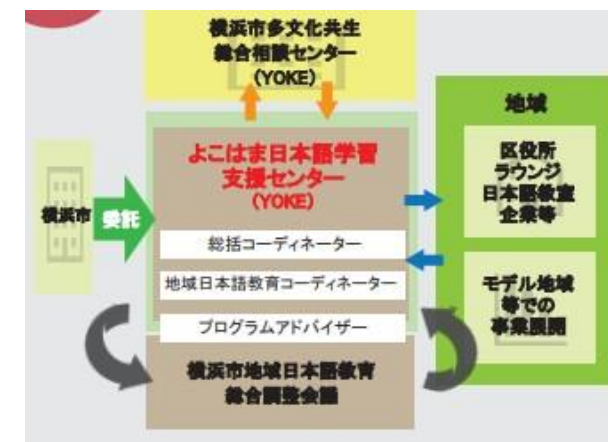 横浜市多文化共生
総合相談センター
(YOKE)
地域
よこはま日本語学習
支援センター
(YOKE)
区役所
ラウンジ
日本語教室
企業等
横浜市
委託
総括コーディネーター
地域日本語教育コーディネーター
プログラムアドバイザー
モデル地域
等での
事業展開
横浜市地域日本語教育
総合調整会議